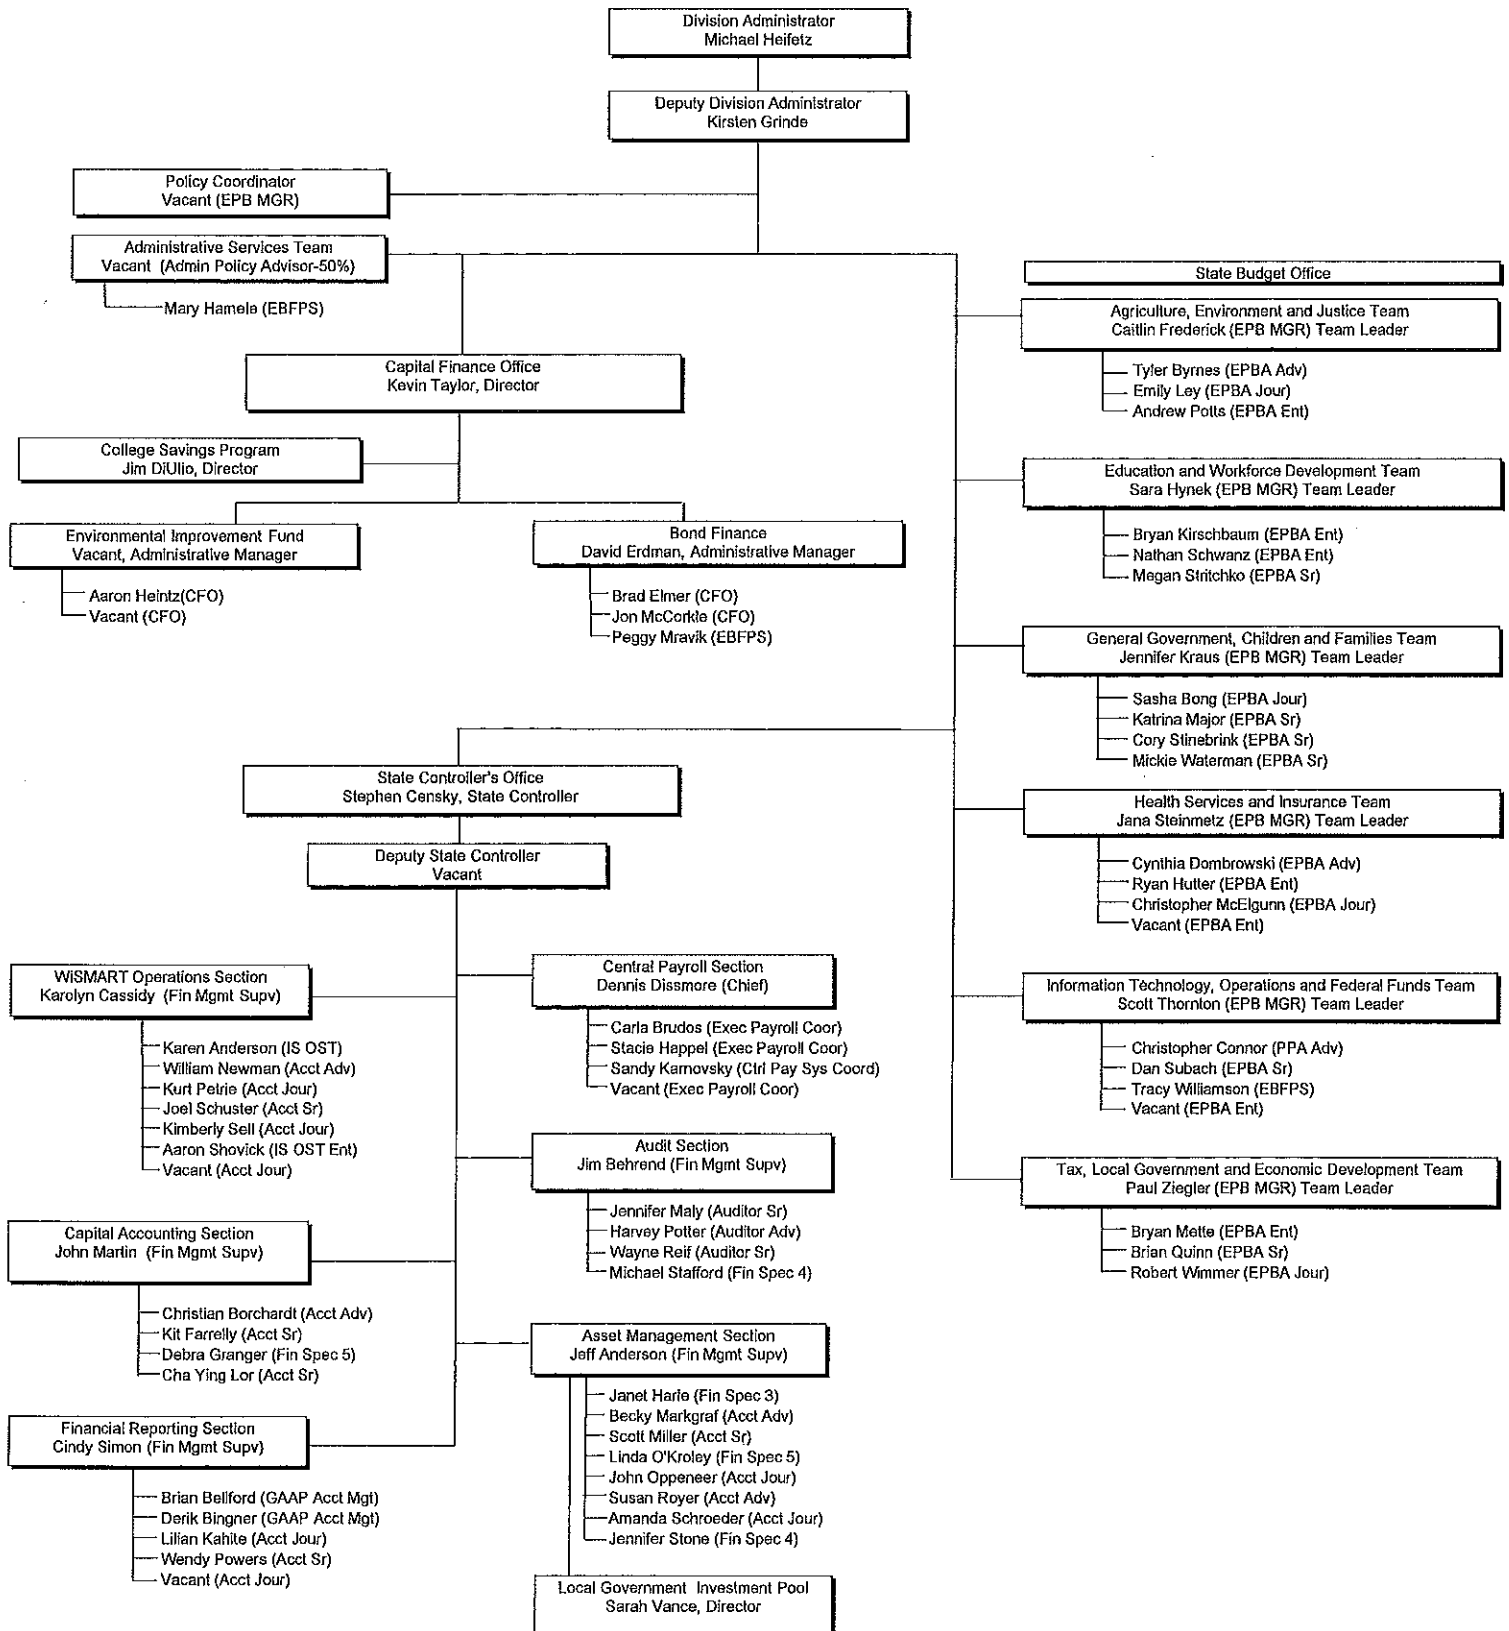 Division Administrator
Michael Heifetz
Deputy Division Administrator
Kirsten Grinde
Policy Coordinator
Vacant (EPB MGR)
Administrative Services Team
Vacant (Admin Policy Advisor-50%)
Mary Hamele (EBFPS)
Capital Finance Office
Kevin Taylor, Director
College Savings Program
Jim DiUlio, Director
Environmental Improvement Fund
Vacant, Administrative Manager
Aaron Heintz(CFO)
Vacant (CFO)
Bond Finance
David Erdman, Administrative Manager
Brad Elmer (CFO)
Jon McCorkle (CFO)
Peggy Mravik (EBFPS)
State Budget Office
Agriculture, Environment and Justice Team
Caitlin Frederick (EPB MGR) Team Leader
Tyler Byrnes (EPBA Adv)
Emily Ley (EPBA Jour)
Andrew Potts (EPBA Ent)
Education and Workforce Development Team
Sara Hynek (EPB MGR) Team Leader
Bryan Kirschbaum (EPBA Ent)
Nathan Schwanz (EPBA Ent)
Megan Stritchko (EPBA Sr)
General Government, Children and Families Team
Jennifer Kraus (EPB MGR) Team Leader
Sasha Bong (EPBA Jour)
Katrina Major (EPBA Sr)
Cory Stinebrink (EPBA Sr)
Mickie Waterman (EPBA Sr)
Health Services and Insurance Team
Jana Steinmetz (EPB MGR) Team Leader
Cynthia Dombrowski (EPBA Adv)
Ryan Hutter (EPBA Ent)
Christopher McElgunn (EPBA Jour)
Vacant (EPBA Ent)
Information Technology, Operations and Federal Funds Team
Scott Thornton (EPB MGR) Team Leader
Christopher Connor (PPA Adv)
Dan Subach (EPBA Sr)
Tracy Williamson (EBFPS)
Vacant (EPBA Ent)
Tax, Local Government and Economic Development Team
Paul Ziegler (EPB MGR) Team Leader
Bryan Mette (EPBA Ent)
Brian Quinn (EPBA Sr)
Robert Wimmer (EPBA Jour)
State Controller's Office
Stephen Censky, State Controller
Deputy State Controller
Vacant
WiSMART Operations Section
Karolyn Cassidy (Fin Mgmt Supv)
Karen Anderson (IS OST)
William Newman (Acct Adv)
Kurt Petrie (Acct Jour)
Joel Schuster (Acct Sr)
Kimberly Sell (Acct Jour)
Aaron Shovick (IS OST Ent)
Vacant (Acct Jour)
Capital Accounting Section
John Martin (Fin Mgmt Supv)
Christian Borchardt (Acct Adv)
Kit Farrelly (Acct Sr)
Debra Granger (Fin Spec 5)
Cha Ying Lor (Acct Sr)
Financial Reporting Section
Cindy Simon (Fin Mgmt Supv)
Brian Bellford (GAAP Acct Mgt)
Derik Bingner (GAAP Acct Mgt)
Lilian Kahite (Acct Jour)
Wendy Powers (Acct Sr)
Vacant (Acct Jour)
Central Payroll Section
Dennis Dissmore (Chief)
Carla Brudos (Exec Payroll Coor)
Stacie Happel (Exec Payroll Coor)
Sandy Karnovsky (Ctrl Pay Sys Coord)
Vacant (Exec Payroll Coor)
Audit Section
Jim Behrend (Fin Mgmt Supv)
Jennifer Maly (Auditor Sr)
Harvey Potter (Auditor Adv)
Wayne Reif (Auditor Sr)
Michael Stafford (Fin Spec 4)
Asset Management Section
Jeff Anderson (Fin Mgmt Supv)
Janet Harie (Fin Spec 3)
Becky Markgraf (Acct Adv)
Scott Miller (Acct Sr)
Linda O'Kroley (Fin Spec 5)
John Oppeneer (Acct Jour)
Susan Royer (Acct Adv)
Amanda Schroeder (Acct Jour)
Jennifer Stone (Fin Spec 4)
Local Government Investment Pool
Sarah Vance, Director